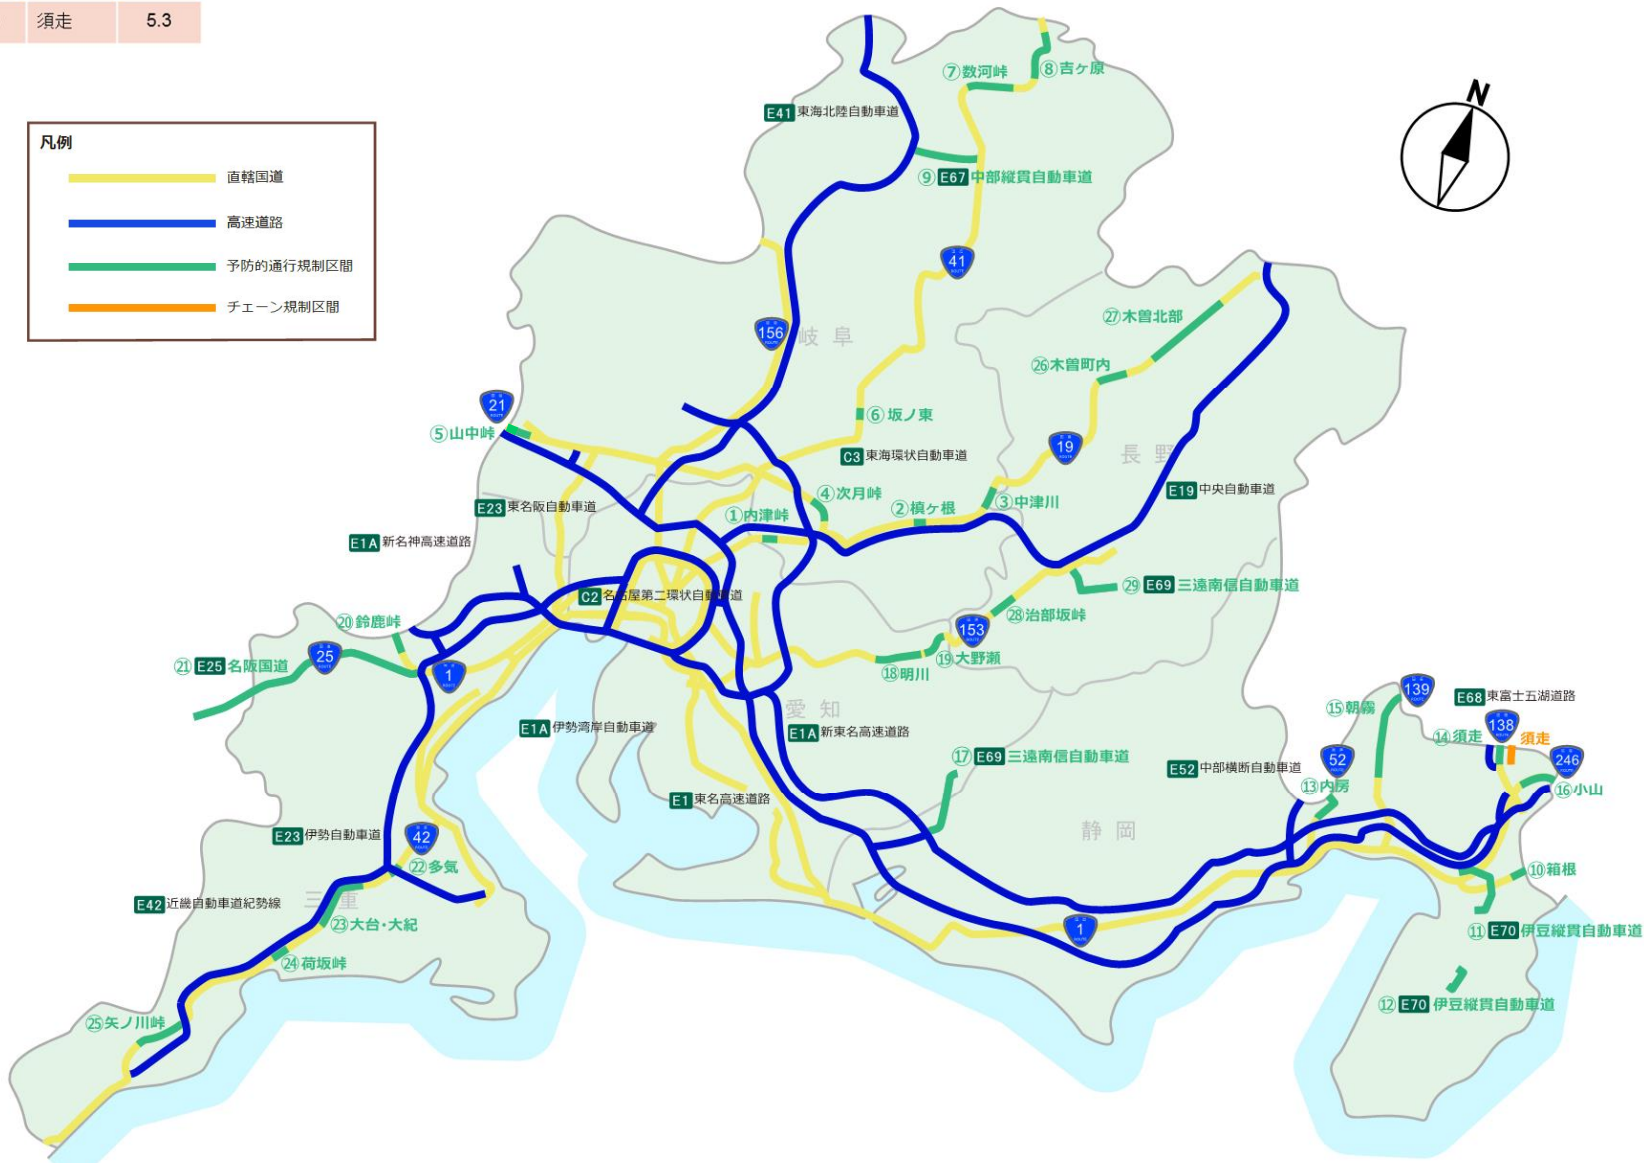 須走 5.3
凡例
直轄国道
高速道路
予防的通行規制区間
チェーン規制区間
N
⑦数河峠
⑧吉ヶ原
E41 東海北陸自動車道
⑨ E67 中部縦貫自動車道
41
ROUTE
156
ROUTE
岐阜
㉗木曽北部
㉖木曽町内
21
ROUTE
⑤山中峠
⑥坂ノ東
19
ROUTE
長野
C3 東海環状自動車道
E19 中央自動車道
④次月峠
②槙ヶ根
③中津川
E23 東名阪自動車道
①内津峠
E1A 新名神高速道路
C2 名古屋第二環状自動車道
㉙ E69 三遠南信自動車道
㉘治部坂峠
⑳鈴鹿峠
153
ROUTE
㉑ E25 名阪国道
25
ROUTE
⑲大野瀬
⑱明川
1
ROUTE
愛知
139
ROUTE
E68 東富士五湖道路
⑮朝霧
138
ROUTE
⑭須走
須走
E1A 伊勢湾岸自動車道
E1A 新東名高速道路
⑰ E69 三遠南信自動車道
E52 中部横断自動車道
52
ROUTE
246
ROUTE
⑬内房
⑯小山
E1 東名高速道路
静岡
E23 伊勢自動車道
42
ROUTE
㉒多気
⑩箱根
E42 近畿自動車道紀勢線
三重
㉓大台・大紀
1
ROUTE
⑪ E70 伊豆縦貫自動車道
㉔荷坂峠
⑫ E70 伊豆縦貫自動車道
㉕矢ノ川峠